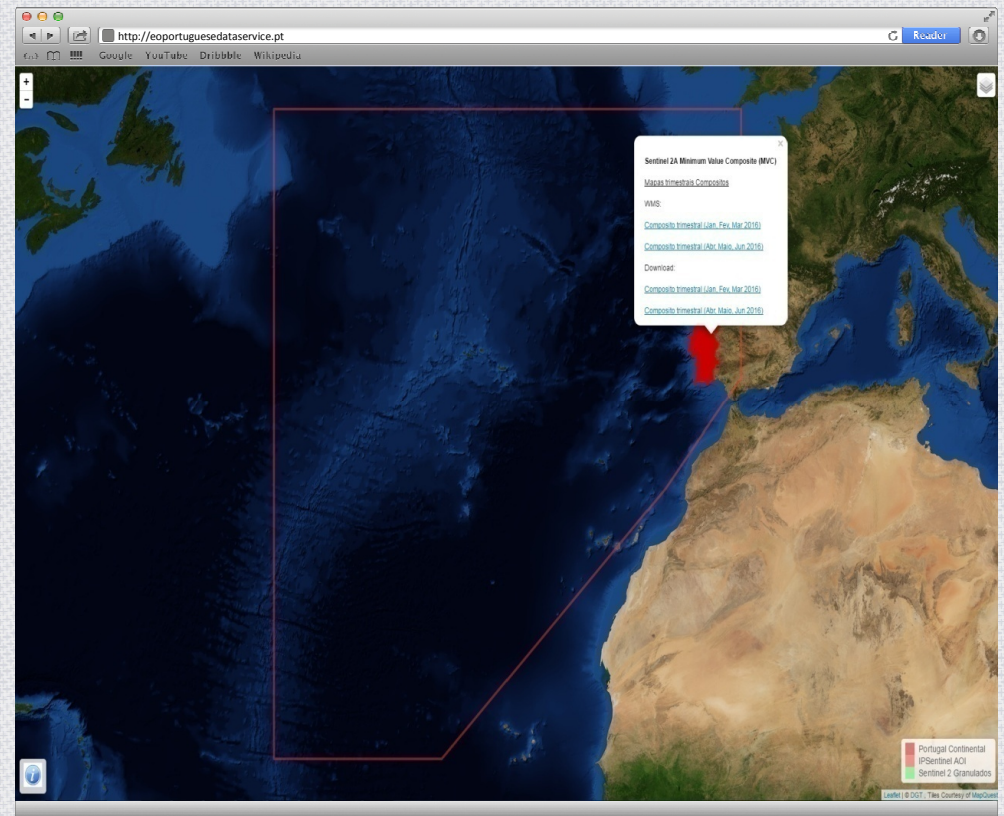 http://eoportuguesedataservice.pt
Reader
Google YouTube Dribbble Wikipedia
+
-
x
Sentinel 2A Minimum Value Composite (MVC)
Mapas trimestrais Compositos
WMS:
Composito trimestral (Jan, Fev, Mar 2016)
Composito trimestral (Abr, Maio, Jun 2016)
Download:
Composito trimestral (Jan, Fev, Mar 2016)
Composito trimestral (Abr, Maio, Jun 2016)
Portugal Continental
IPSentinel AOI
Sentinel 2 Granulados
i
Leaflet | © DGT , Tiles Courtesy of MapQuest